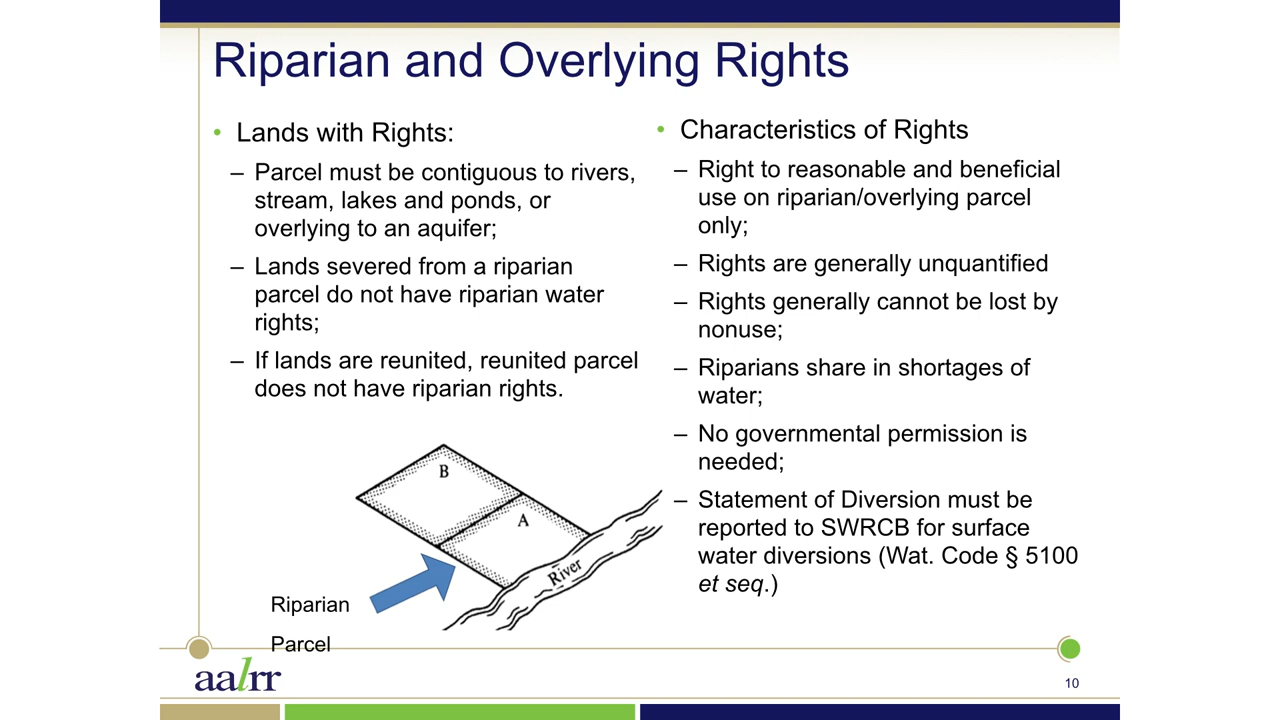 Riparian and Overlying Rights
• Lands with Rights:
– Parcel must be contiguous to rivers,
stream, lakes and ponds, or
overlying to an aquifer;
– Lands severed from a riparian
parcel do not have riparian water
rights;
– If lands are reunited, reunited parcel
does not have riparian rights.
B
A
River
Riparian
Parcel
• Characteristics of Rights
– Right to reasonable and beneficial
use on riparian/overlying parcel
only;
– Rights are generally unquantified
– Rights generally cannot be lost by
nonuse;
– Riparians share in shortages of
water;
– No governmental permission is
needed;
– Statement of Diversion must be
reported to SWRCB for surface
water diversions (Wat. Code § 5100
et seq.)
aalrr
10